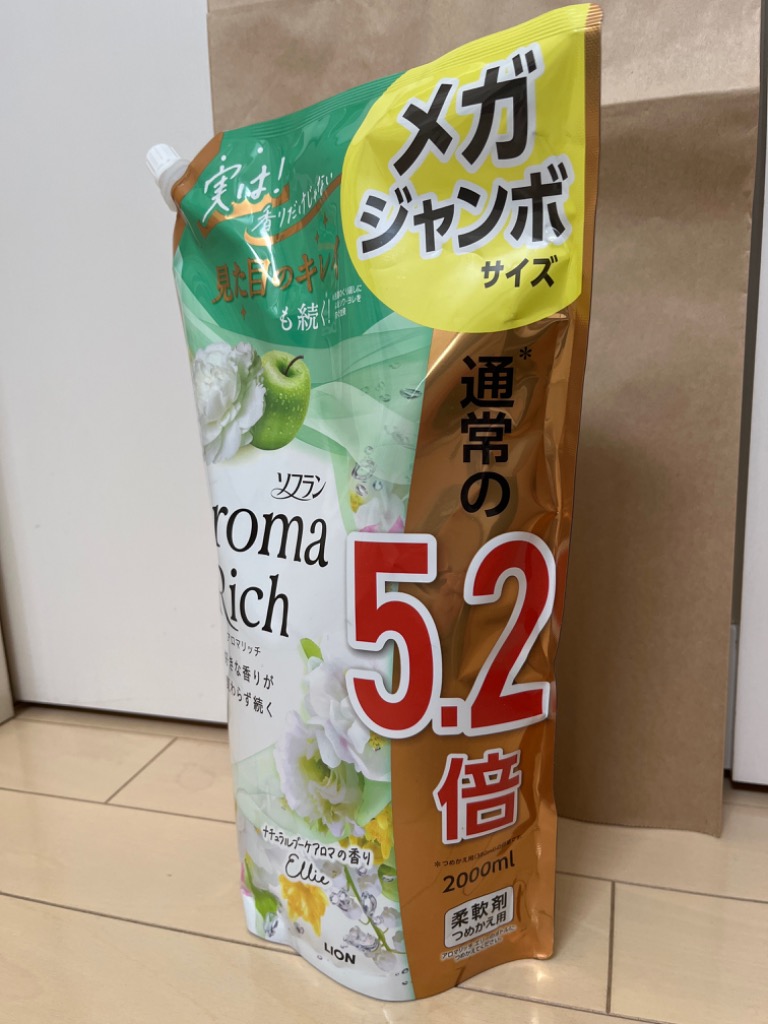 メガ
ジャンボ
サイズ
実は!
香りだけじゃない
見た目のキレイ
も続く!
*
通常の
5.2
倍
2000ml
柔軟剤
つめかえ用
ソフラン
roma
Rich
アロマリッチ
な香りが
わらず続く
ナチュラルブーケアロマの香り
Ellie
LION